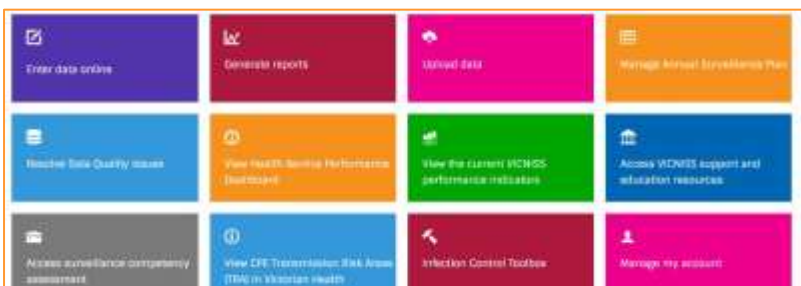 Enter data online
Generate reports
Upload data
Manage Annual Surveillance Plan
Resolve Data Quality Issues
View Health Service Performance
Dashboard
View the current VICNISS
performance indicators
Access VICNISS support and
education resources
Access surveillance competency
assessment
View CPE Transmission Risk Areas
(TRA) in Victorian Health
Infection Control Toolbox
Manage my account